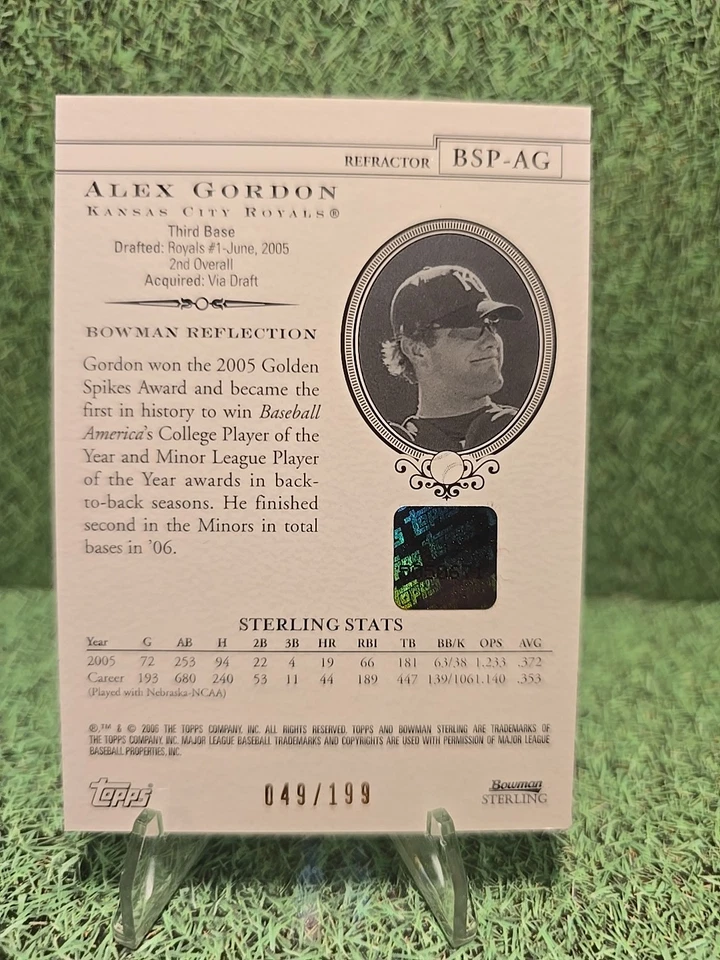 REFRACTOR BSP-AG
ALEX GORDON
KANSAS CITY ROYALS®
Third Base
Drafted: Royals #1-June, 2005
2nd Overall
Acquired: Via Draft
BOWMAN REFLECTION
Gordon won the 2005 Golden
Spikes Award and became the
first in history to win Baseball
America's College Player of the
Year and Minor League Player
of the Year awards in back-
to-back seasons. He finished
second in the Minors in total
bases in '06.
STERLING STATS
Year G AB H 2B 3B HR RBI TB BB/K OPS AVG
2005 72 253 94 22 4 19 66 181 63/38 1.233 .372
Career 193 680 240 53 11 44 189 447 139/106 1.140 .353
(Played with Nebraska-NCAA)
®,™ & © 2006 THE TOPPS COMPANY, INC. ALL RIGHTS RESERVED. TOPPS AND BOWMAN STERLING ARE TRADEMARKS OF
THE TOPPS COMPANY, INC. MAJOR LEAGUE BASEBALL TRADEMARKS AND COPYRIGHTS ARE USED WITH PERMISSION OF MAJOR LEAGUE
BASEBALL PROPERTIES, INC.
Topps® 049/199 Bowman
STERLING